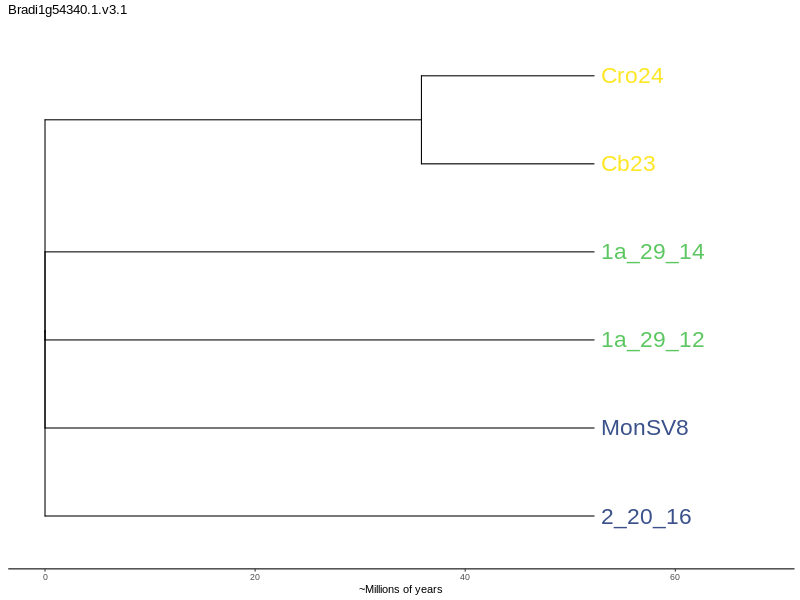 Bradi1g54340.1.v3.1
Cro24
Cb23
1a_29_14
1a_29_12
MonSV8
2_20_16
0 20 40 60
~Millions of years